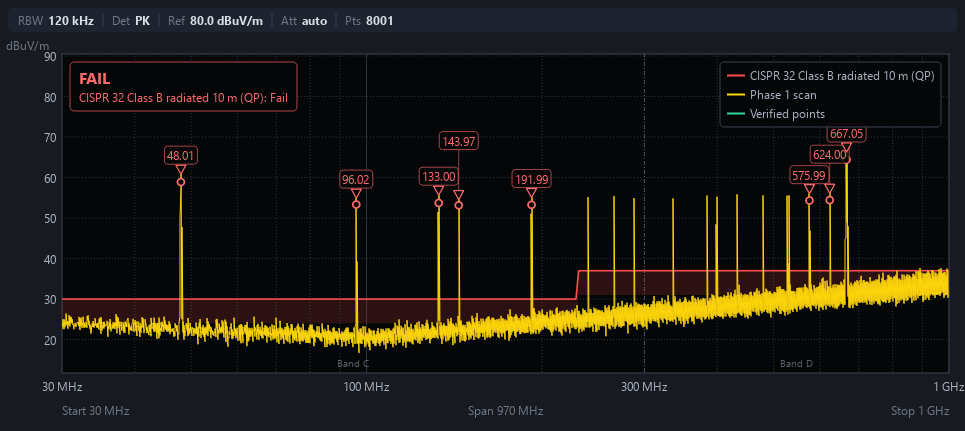 RBW 120 kHz Det PK Ref 80.0 dBuV/m Att auto Pts 8001
dBuV/m
90
80
70
60
50
40
30
20
FAIL
CISPR 32 Class B radiated 10 m (QP): Fail
CISPR 32 Class B radiated 10 m (QP)
Phase 1 scan
Verified points
48.01
96.02
133.00
143.97
191.99
575.99
624.00
667.05
Band C
Band D
30 MHz
100 MHz
300 MHz
1 GHz
Start 30 MHz
Span 970 MHz
Stop 1 GHz